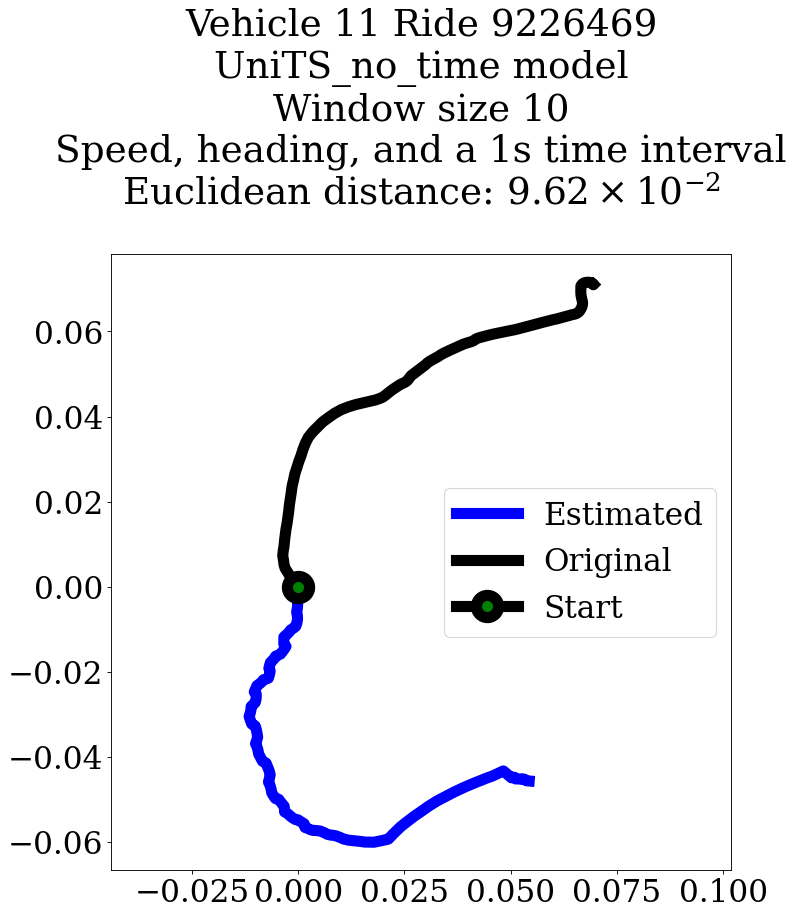 Vehicle 11 Ride 9226469
UniTS_no_time model
Window size 10
Speed, heading, and a 1s time interval
Euclidean distance: 9.62 × 10⁻²
0.06
0.04
0.02
0.00
−0.02
−0.04
−0.06
Estimated
Original
Start
−0.025 0.000 0.025 0.050 0.075 0.100